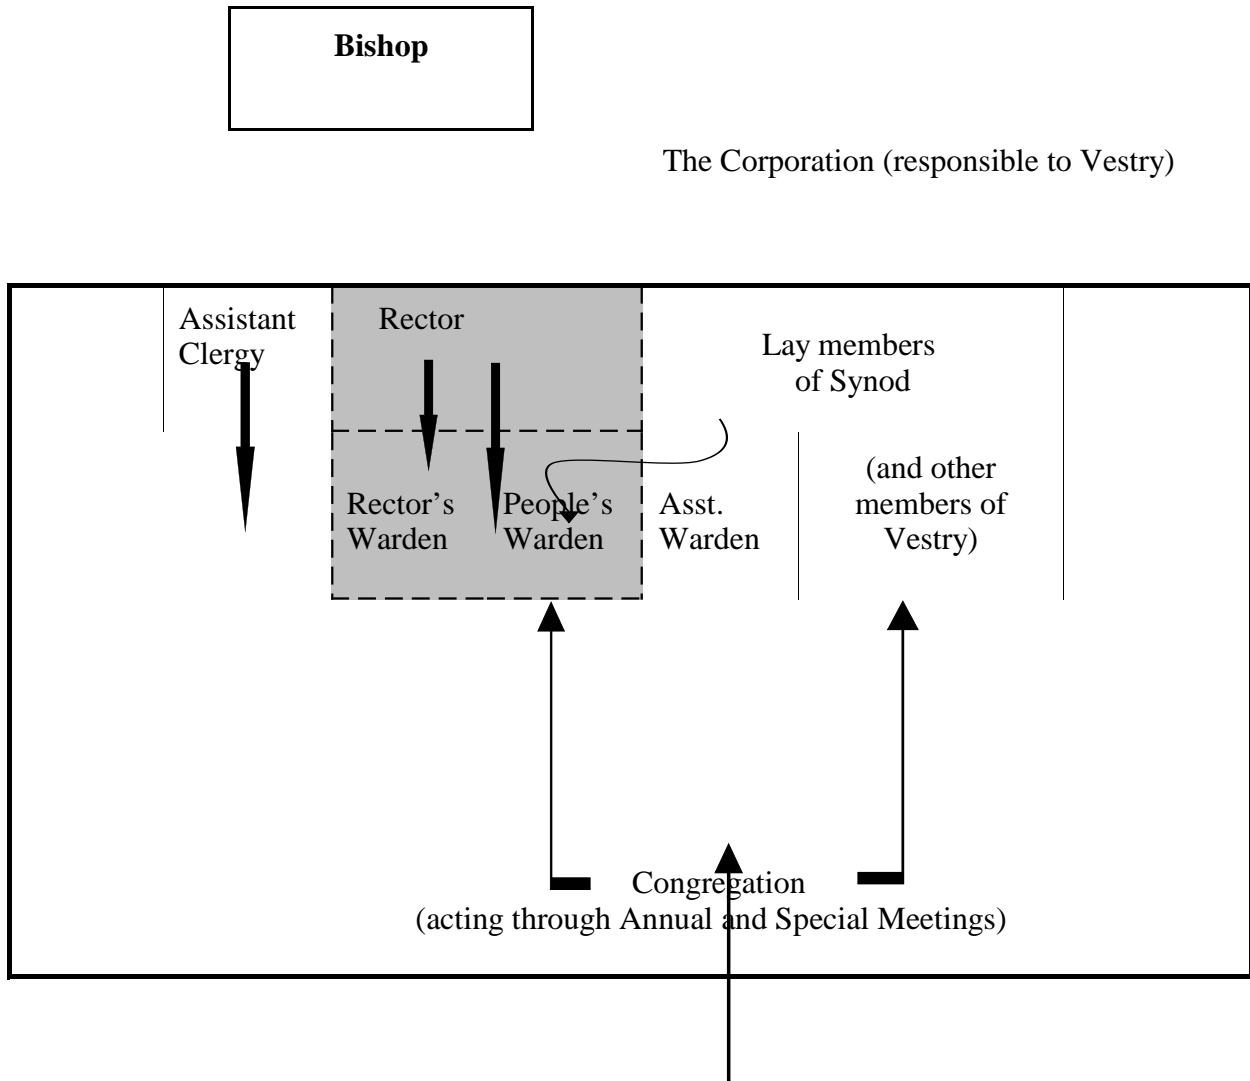 Bishop
The Corporation (responsible to Vestry)
Assistant
Clergy
Rector
Lay members
of Synod
Rector’s
Warden
People’s
Warden
Asst.
Warden
(and other
members of
Vestry)
Congregation
(acting through Annual and Special Meetings)